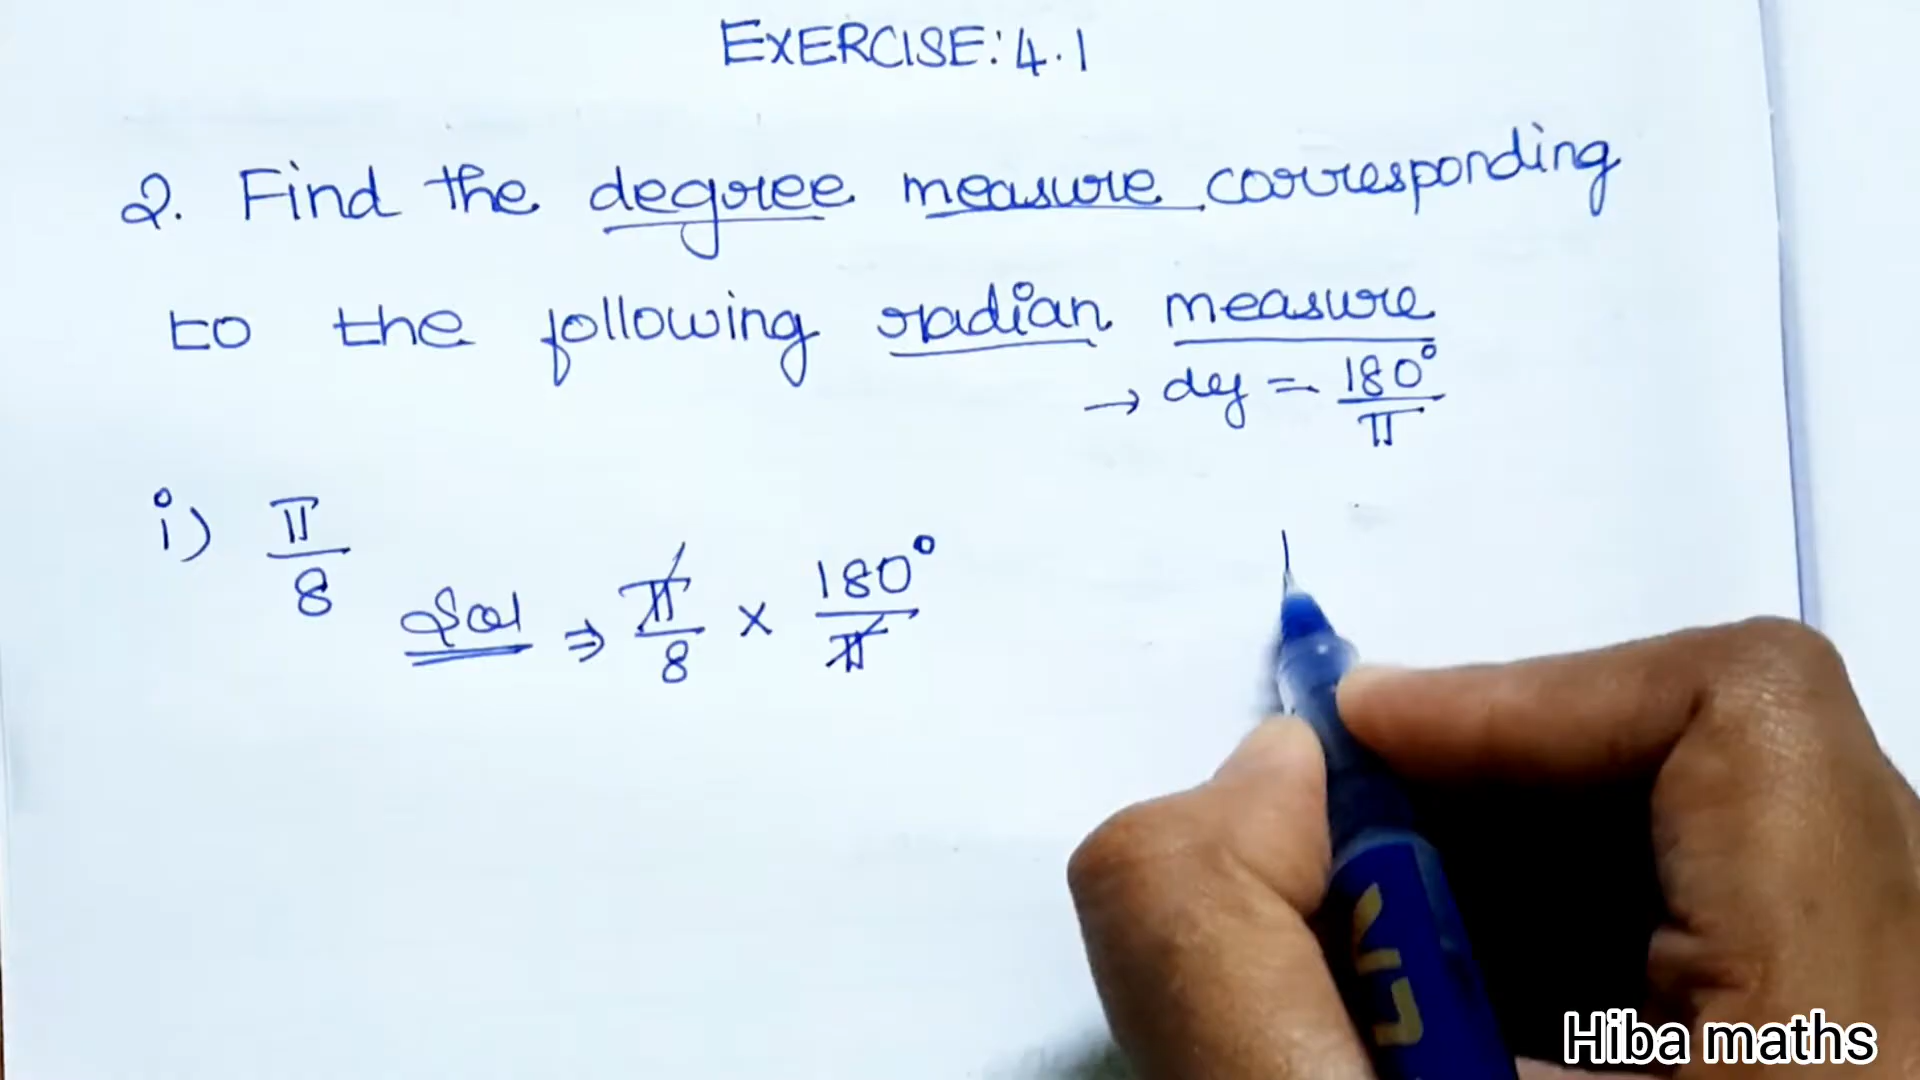 EXERCISE: 4.1
2. Find the degree measure corresponding
to the following radian measure
→ deg = 180°/π
i) π/8
Sol ⇒ π/8 × 180°/π
Hiba maths